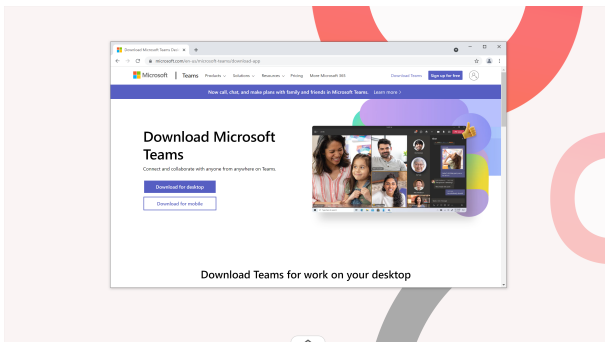 Download Microsoft Teams Des
microsoft.com/en-us/microsoft-teams/download-app
Microsoft Teams Products Solutions Resources Pricing More Microsoft 365 Download Teams Sign up for free
Now call, chat, and make plans with family and friends in Microsoft Teams. Learn more
Download Microsoft
Teams
Connect and collaborate with anyone from anywhere on Teams.
Download for desktop
Download for mobile
Download Teams for work on your desktop